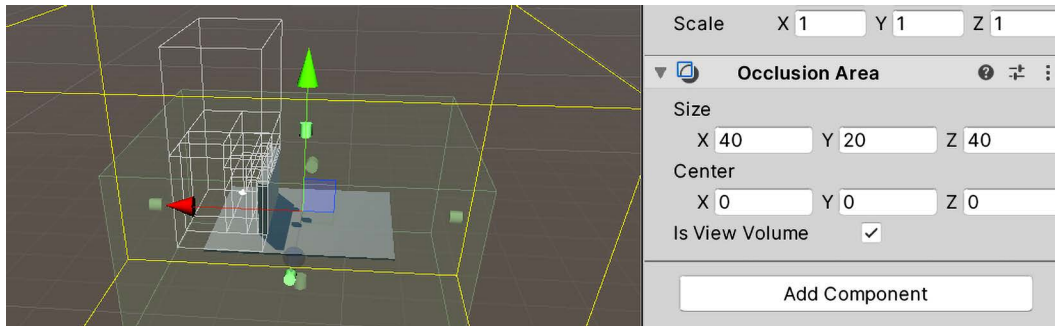 Scale X 1 Y 1 Z 1
Occlusion Area
Size
X 40 Y 20 Z 40
Center
X 0 Y 0 Z 0
Is View Volume
Add Component